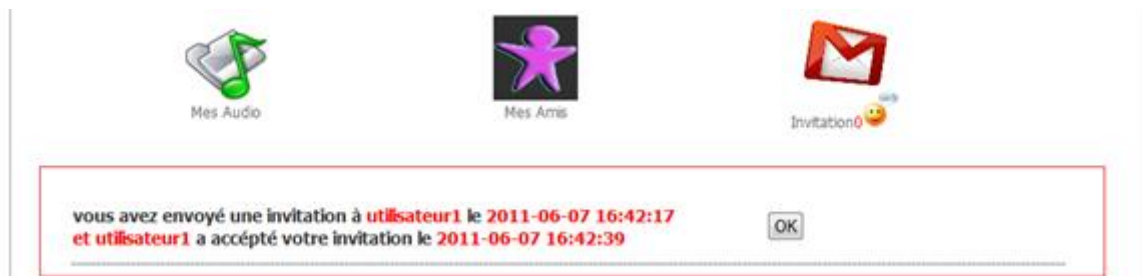 Mes Audio
Mes Amis
Invitation0
vous avez envoyé une invitation à utilisateur1 le 2011-06-07 16:42:17
et utilisateur1 a accépté votre invitation le 2011-06-07 16:42:39
OK